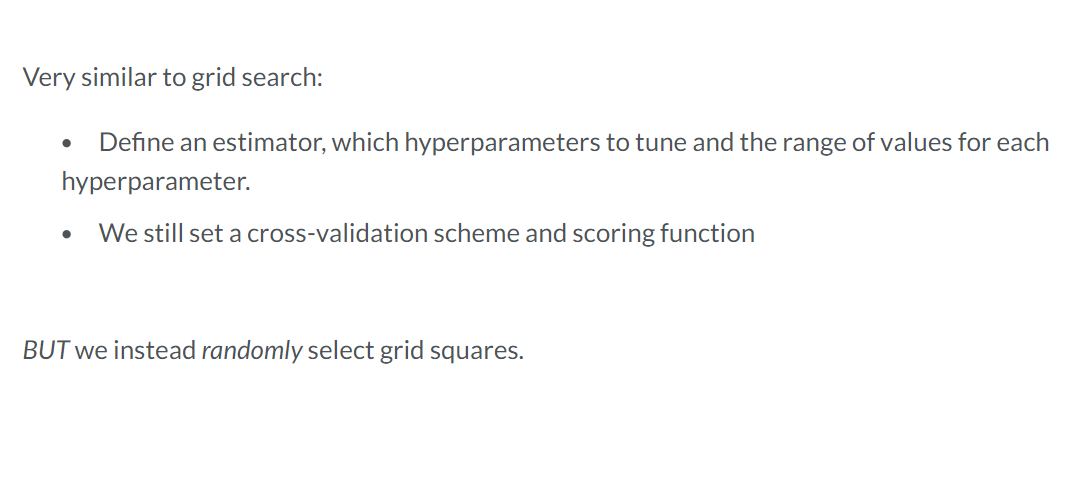 Very similar to grid search:
• Define an estimator, which hyperparameters to tune and the range of values for each
hyperparameter.
• We still set a cross-validation scheme and scoring function
BUT we instead randomly select grid squares.